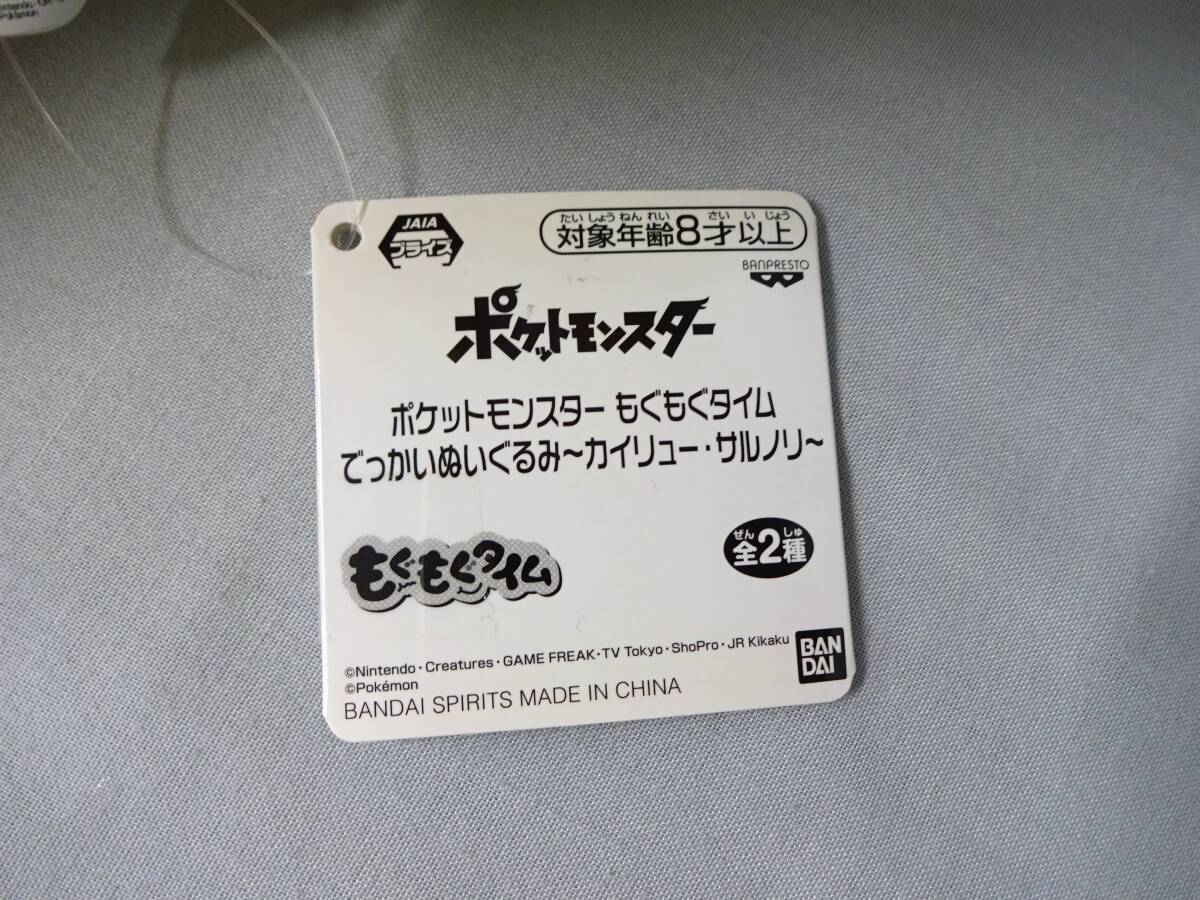 Nintendo
Pokémon
JAIA
プライズ
たいしょうねんれい さいいじょう
対象年齢8才以上
BANPRESTO
ポケットモンスター
ポケットモンスター もぐもぐタイム
でっかいぬいぐるみ~カイリュー・サルノリ~
もぐもぐタイム
ぜん しゅ
全2種
©Nintendo・Creatures・GAME FREAK・TV Tokyo・ShoPro・JR Kikaku
©Pokémon
BANDAI SPIRITS MADE IN CHINA
BAN
DAI